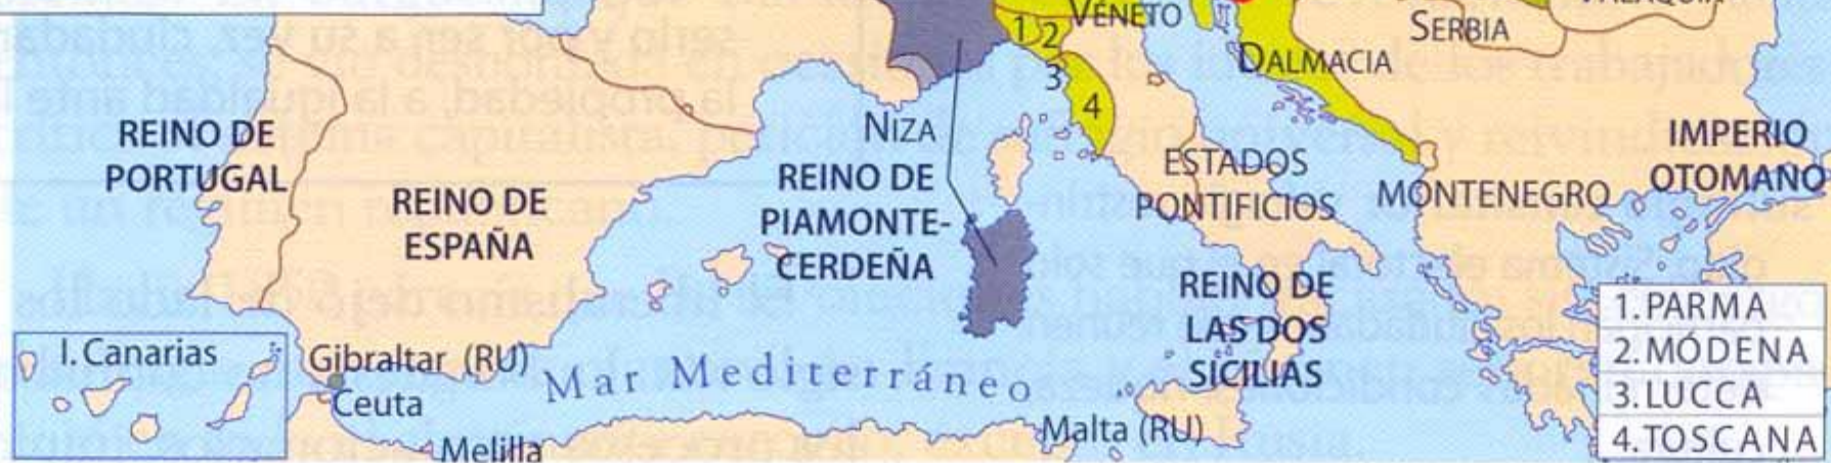 VÉNETO
SERBIA
DALMACIA
1
2
3
4
NIZA
REINO DE
PORTUGAL
REINO DE
ESPAÑA
REINO DE
PIAMONTE-
CERDEÑA
ESTADOS
PONTIFICIOS
MONTENEGRO
IMPERIO
OTOMANO
REINO DE
LAS DOS
SICILIAS
I. Canarias
Gibraltar (RU)
Ceuta
Melilla
Mar Mediterráneo
Malta (RU)
1. PARMA
2. MÓDENA
3. LUCCA
4. TOSCANA